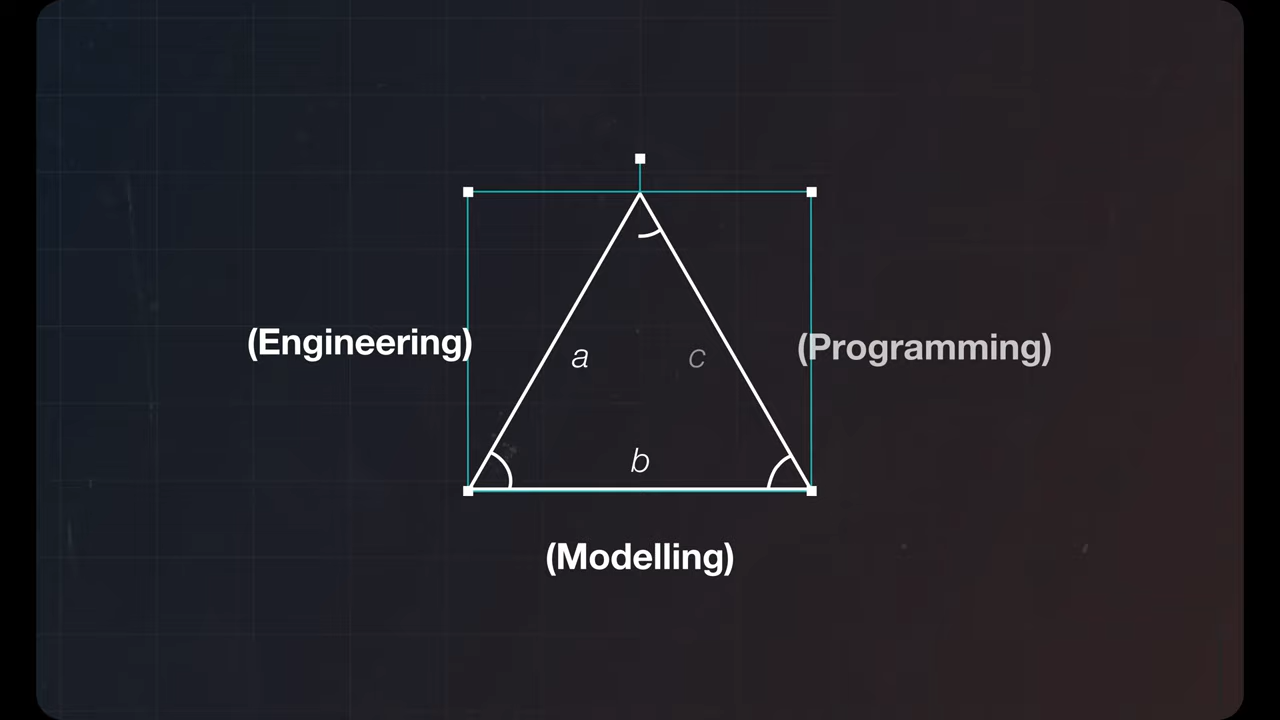 (Engineering)
a
c
(Programming)
b
(Modelling)